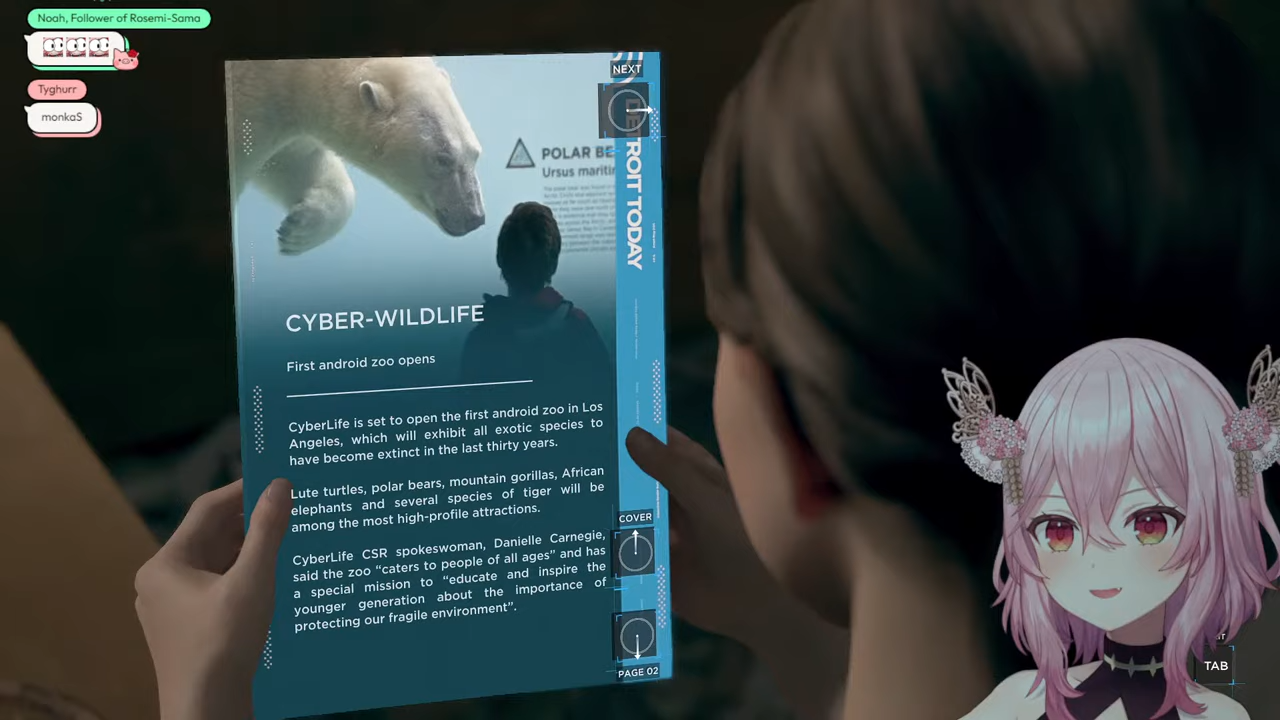 Noah, Follower of Rosemi-Sama
Tyghurr
monkaS
NEXT
DETROIT TODAY
POLAR BE
Ursus mariti
CYBER-WILDLIFE
First android zoo opens
CyberLife is set to open the first android zoo in Los
Angeles, which will exhibit all exotic species to
have become extinct in the last thirty years.
Lute turtles, polar bears, mountain gorillas, African
elephants and several species of tiger will be
among the most high-profile attractions.
CyberLife CSR spokeswoman, Danielle Carnegie,
said the zoo “caters to people of all ages” and has
a special mission to “educate and inspire the
younger generation about the importance of
protecting our fragile environment”.
COVER
PAGE 02
TAB